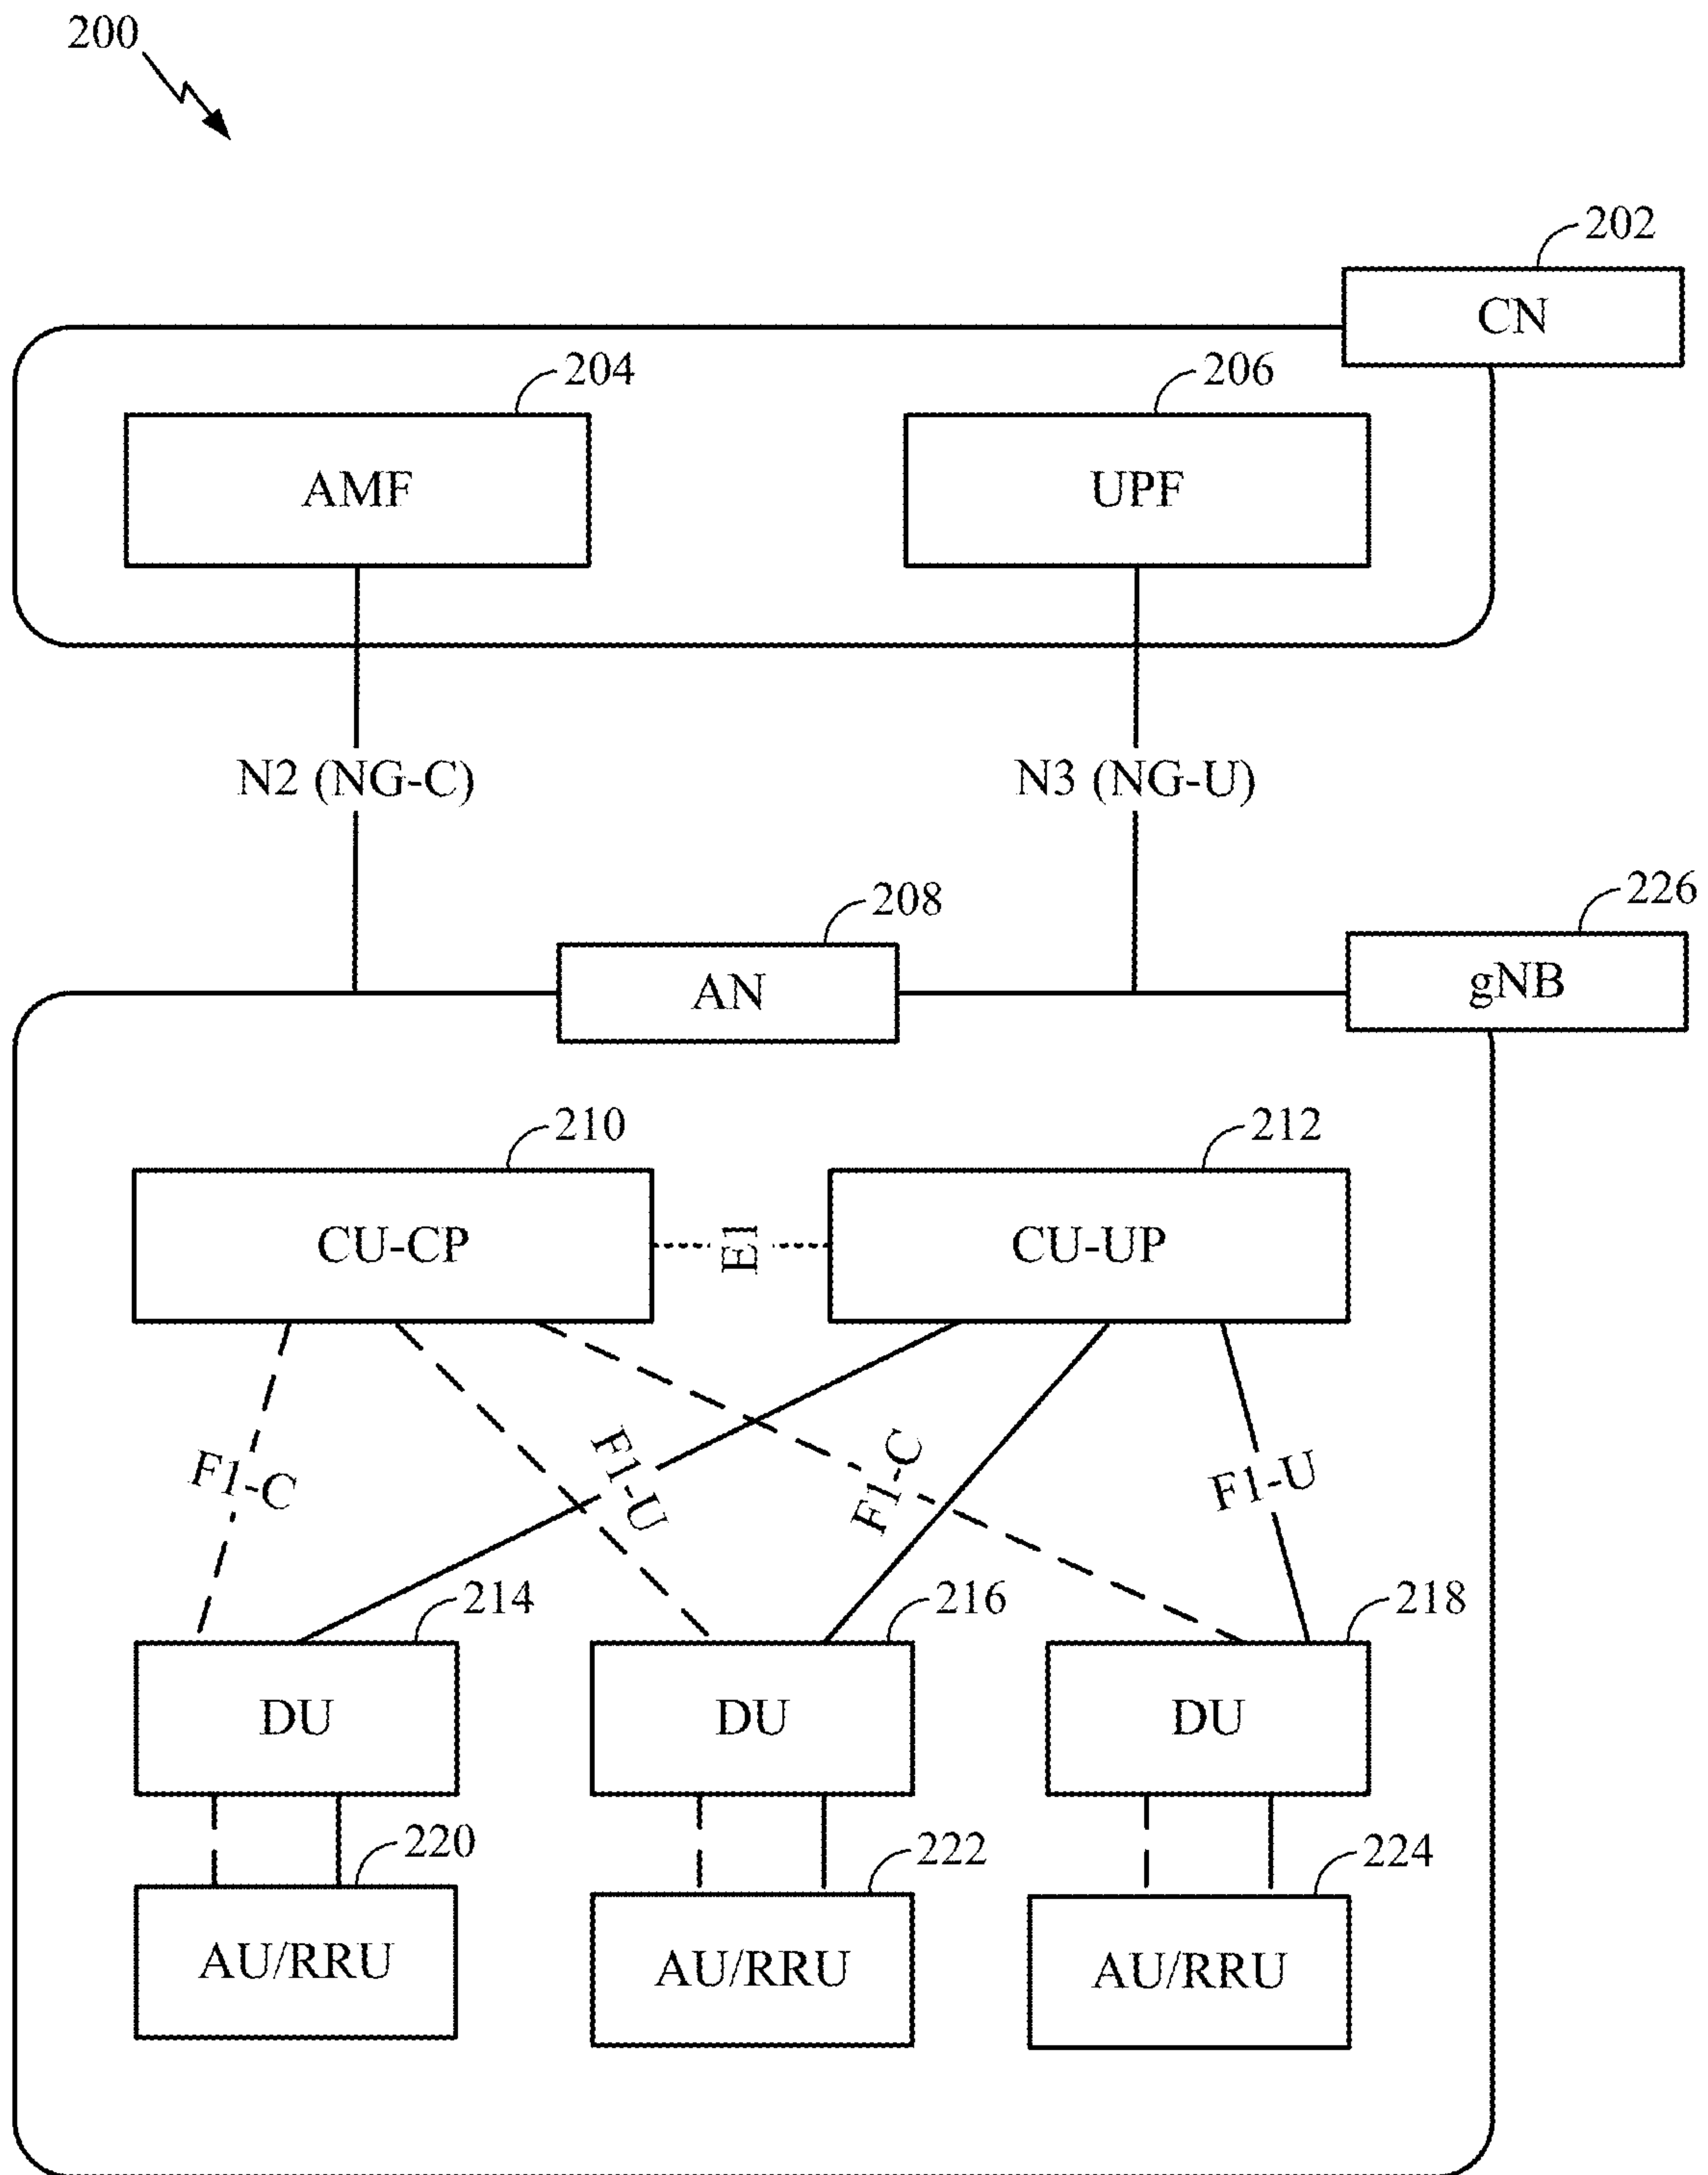 200
202
CN
204
206
AMF
UPF
N2 (NG-C)
N3 (NG-U)
208
226
AN
gNB
210
212
CU-CP
E1
CU-UP
F1-C
F1-U
F1-C
F1-U
214
216
218
DU
DU
DU
220
222
224
AU/RRU
AU/RRU
AU/RRU